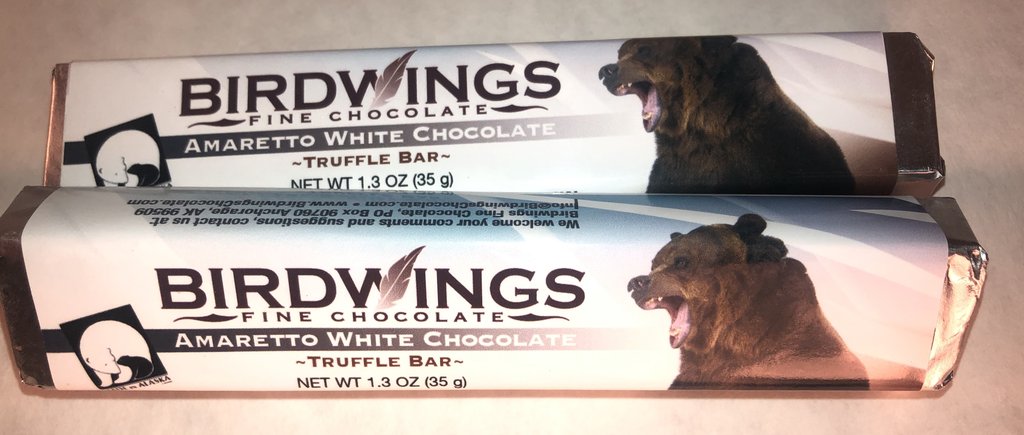 BIRDWINGS
FINE CHOCOLATE
AMARETTO WHITE CHOCOLATE
~TRUFFLE BAR~
NET WT 1.3 OZ (35 g)
We welcome your comments and suggestions, contact us at:
Birdwings Fine Chocolate, PO Box 90760 Anchorage, AK 99509
Info@BirdwingsChocolate.com • www.BirdwingsChocolate.com
BIRDWINGS
FINE CHOCOLATE
AMARETTO WHITE CHOCOLATE
~TRUFFLE BAR~
NET WT 1.3 OZ (35 g)
ALASKA